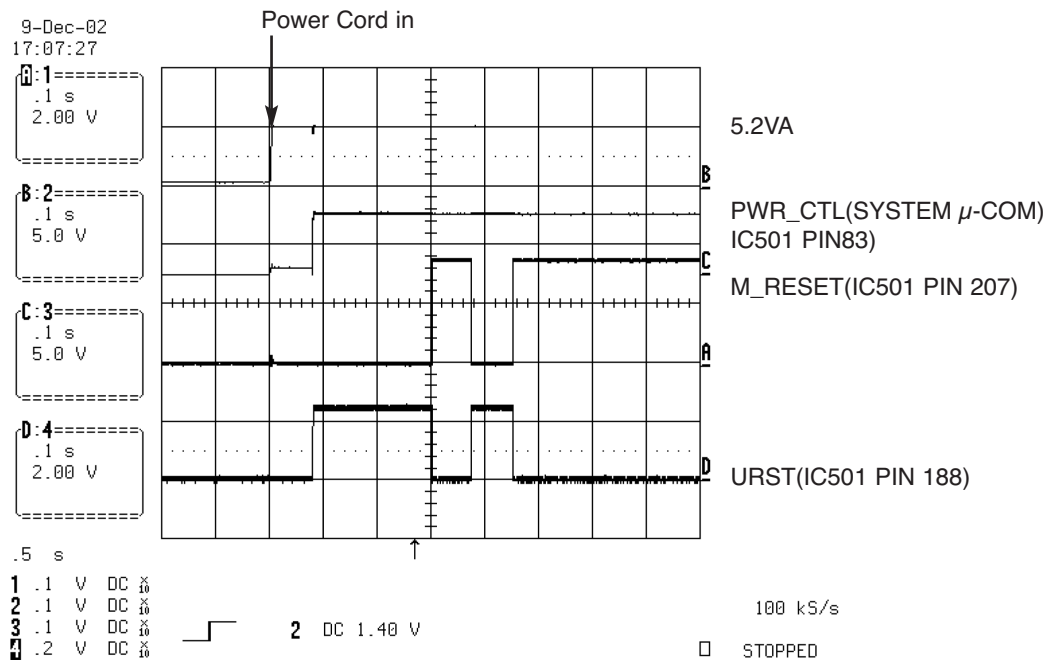 Power Cord in
9-Dec-02
17:07:27
A:1
.1 s
2.00 V
B:2
.1 s
5.0 V
C:3
.1 s
5.0 V
D:4
.1 s
2.00 V
5.2VA
B
PWR_CTL(SYSTEM µ-COM)
IC501 PIN83)
C
M_RESET(IC501 PIN 207)
A
D
URST(IC501 PIN 188)
.5 s
1 .1 V DC X10
2 .1 V DC X10
3 .1 V DC X10
4 .2 V DC X10
2 DC 1.40 V
100 kS/s
STOPPED